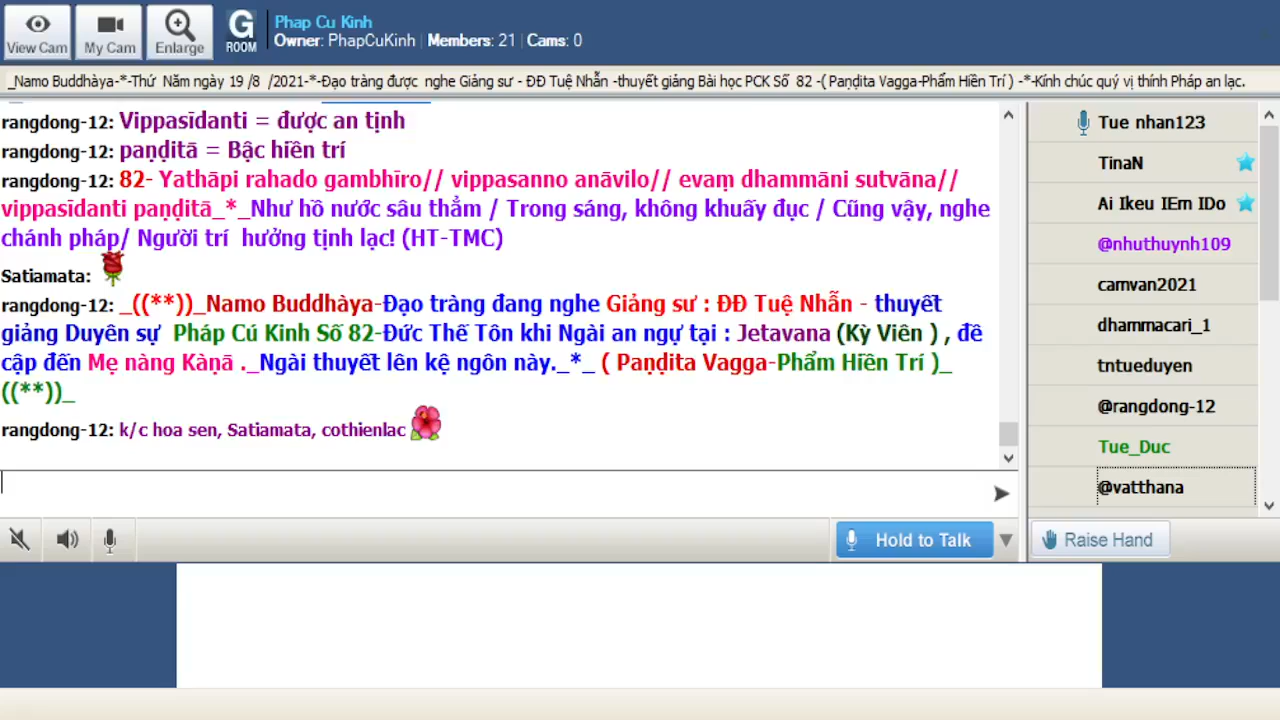 View Cam
My Cam
Enlarge
G
ROOM
Phap Cu Kinh
Owner: PhapCuKinh | Members: 21 | Cams: 0
_Namo Buddhàya-*-Thứ Năm ngày 19 /8 /2021-*-Đạo tràng được nghe Giảng sư - ĐĐ Tuệ Nhẫn -thuyết giảng Bài học PCK Số 82 -( Paṇḍita Vagga-Phẩm Hiền Trí ) -*-Kính chúc quý vị thính Pháp an lạc.
rangdong-12: Vippasīdanti = được an tịnh
rangdong-12: paṇḍitā = Bậc hiền trí
rangdong-12: 82- Yathāpi rahado gambhīro// vippasanno anāvilo// evaṃ dhammāni sutvāna//
vippasīdanti paṇḍitā_*_Như hồ nước sâu thẳm / Trong sáng, không khuấy đục / Cũng vậy, nghe
chánh pháp/ Người trí hưởng tịnh lạc! (HT-TMC)
Satiamata:
rangdong-12: _((**))_Namo Buddhàya-Đạo tràng đang nghe Giảng sư : ĐĐ Tuệ Nhẫn - thuyết
giảng Duyên sự Pháp Cú Kinh Số 82-Đức Thế Tôn khi Ngài an ngự tại : Jetavana (Kỳ Viên ) , đề
cập đến Mẹ nàng Kàṇā ._Ngài thuyết lên kệ ngôn này._*_ ( Paṇḍita Vagga-Phẩm Hiền Trí )_
((**))_
rangdong-12: k/c hoa sen, Satiamata, cothienlac
Tue nhan123
TinaN
Ai Ikeu IEm IDo
@nhuthuynh109
camvan2021
dhammacari_1
tntueduyen
@rangdong-12
Tue_Duc
@vatthana
Hold to Talk
Raise Hand